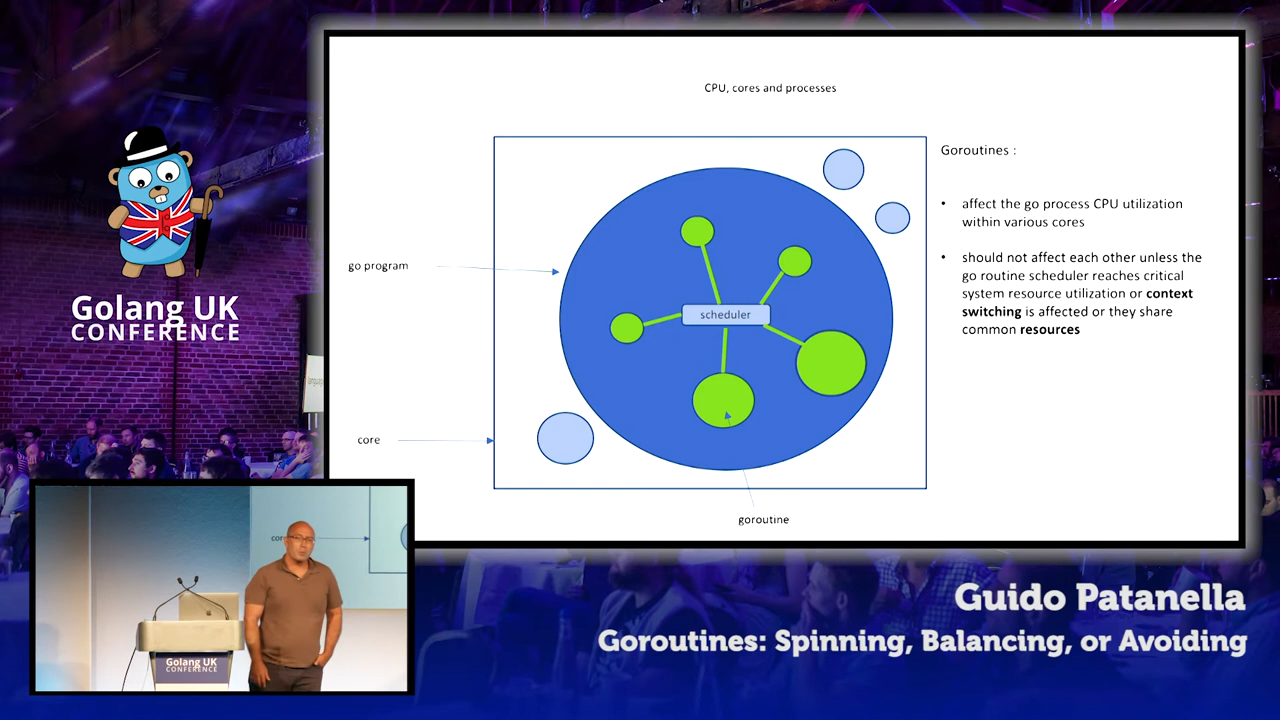 Golang UK
CONFERENCE
CPU, cores and processes
go program
core
scheduler
goroutine
Goroutines :
• affect the go process CPU utilization
within various cores
• should not affect each other unless the
go routine scheduler reaches critical
system resource utilization or context
switching is affected or they share
common resources
Golang UK
CONFERENCE
Guido Patanella
Goroutines: Spinning, Balancing, or Avoiding